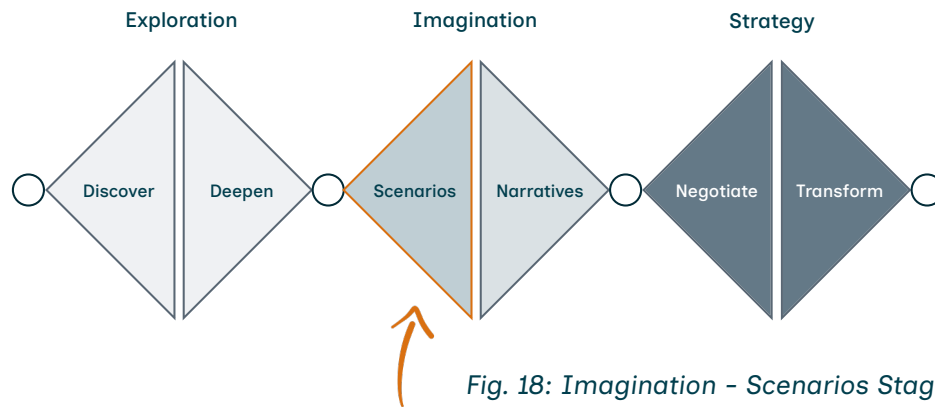 Exploration Imagination Strategy
Discover Deepen Scenarios Narratives Negotiate Transform
Fig. 18: Imagination - Scenarios Stag